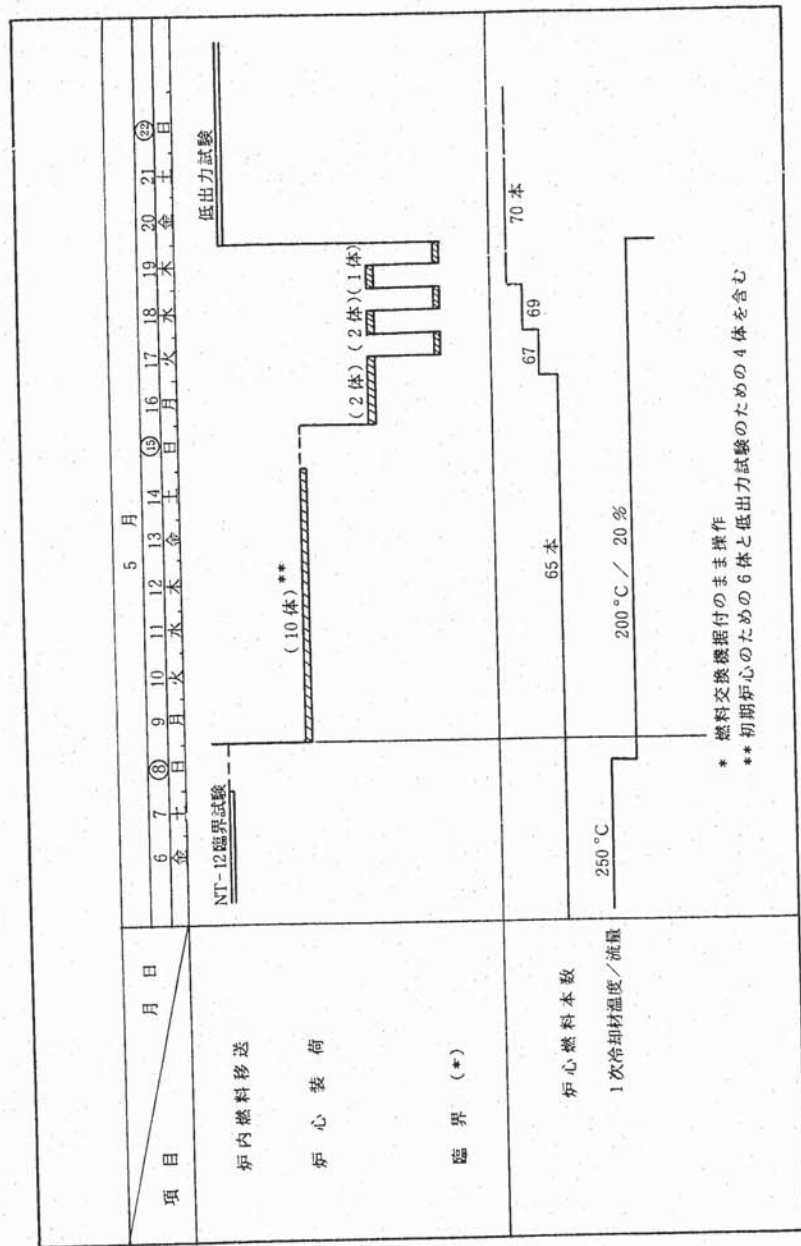 項目
月日
5月
6 7 ⑧ 9 10 11 12 13 14 ⑮ 16 17 18 19 20 21 ㉒
金 土 日 月 火 水 木 金 土 日 月 火 水 木 金 土 日
炉内燃料移送
NT-12臨界試験
(10体)**
低出力試験
炉心装荷
(2体) (2体) (1体)
臨界 (*)
炉心燃料本数
65本
67
69
70本
1次冷却材温度/流量
250℃
200℃ / 20%
* 燃料交換機据付のまま操作
** 初期炉心のための6体と低出力試験のための4体を含む